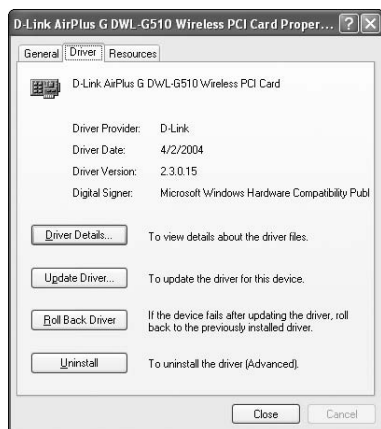 D-Link AirPlus G DWL-G510 Wireless PCI Card Proper...
General Driver Resources
D-Link AirPlus G DWL-G510 Wireless PCI Card
Driver Provider: D-Link
Driver Date: 4/2/2004
Driver Version: 2.3.0.15
Digital Signer: Microsoft Windows Hardware Compatibility Publ
Driver Details... To view details about the driver files.
Update Driver... To update the driver for this device.
Roll Back Driver If the device fails after updating the driver, roll
back to the previously installed driver.
Uninstall To uninstall the driver (Advanced).
Close Cancel